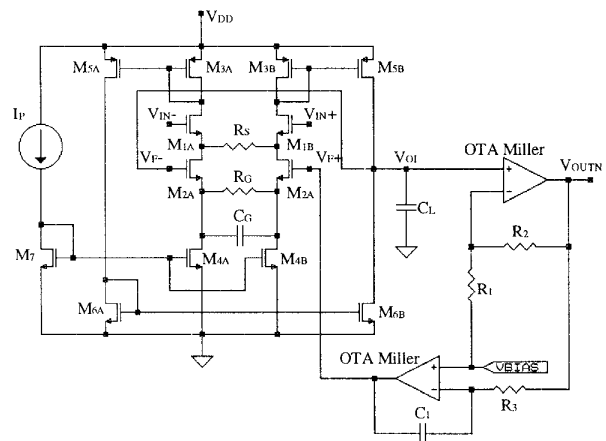 VDD
M5A
M3A
M3B
M5B
IP
VIN-
VIN+
RS
M1A
M1B
VF-
VF+
RG
M2A
M2A
CG
M7
M4A
M4B
M6A
M6B
VOI
CL
OTA Miller
+
−
VOUTN
R2
R1
OTA Miller
+
−
VBIAS
C1
R3